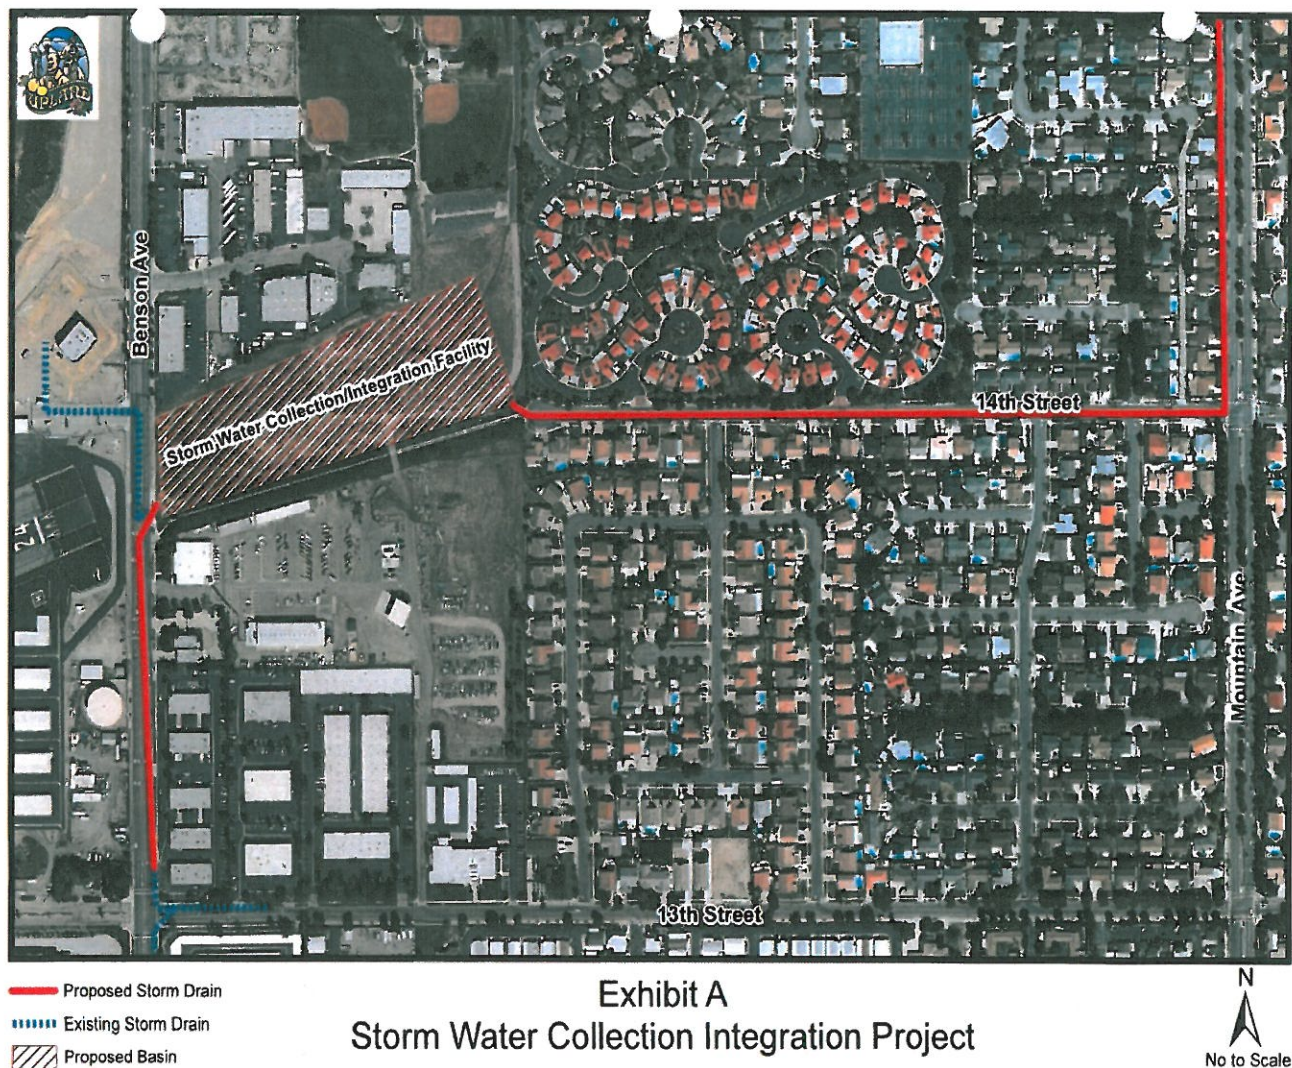 UPLAND
Benson Ave
Storm Water Collection/Integration Facility
14th Street
Mountain Ave
13th Street
Proposed Storm Drain
Existing Storm Drain
Proposed Basin
Exhibit A
Storm Water Collection Integration Project
N
No to Scale